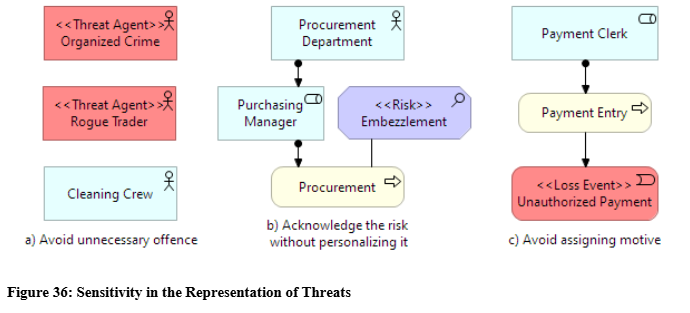 <<Threat Agent>>
Organized Crime
<<Threat Agent>>
Rogue Trader
Cleaning Crew
a) Avoid unnecessary offence
Procurement
Department
Purchasing
Manager
<<Risk>>
Embezzlement
Procurement
b) Acknowledge the risk
without personalizing it
Payment Clerk
Payment Entry
<<Loss Event>>
Unauthorized Payment
c) Avoid assigning motive
Figure 36: Sensitivity in the Representation of Threats